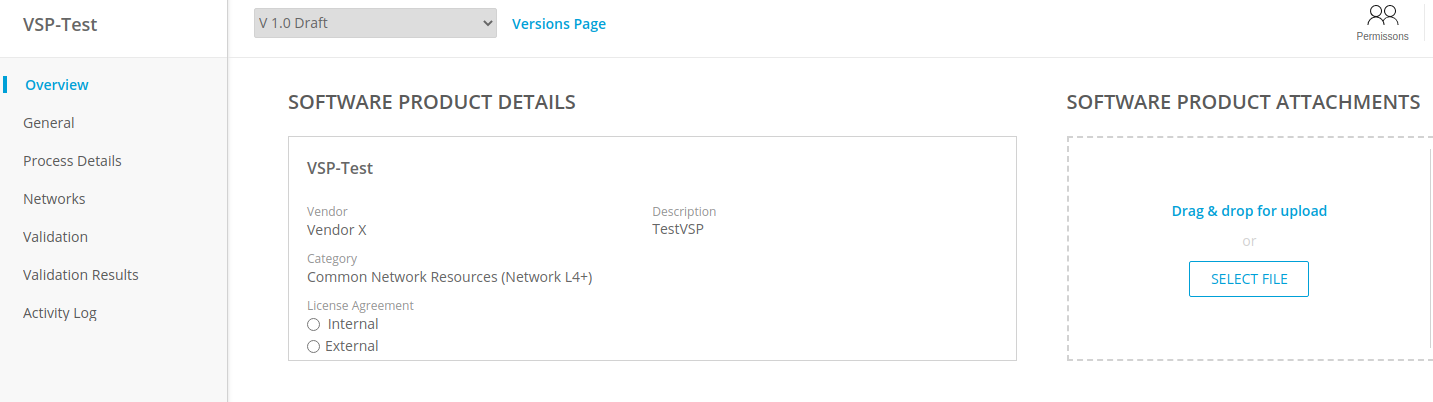 VSP-Test
V 1.0 Draft
Versions Page
Permissons
Overview
General
Process Details
Networks
Validation
Validation Results
Activity Log
SOFTWARE PRODUCT DETAILS
VSP-Test
Vendor
Vendor X
Description
TestVSP
Category
Common Network Resources (Network L4+)
License Agreement
Internal
External
SOFTWARE PRODUCT ATTACHMENTS
Drag & drop for upload
or
SELECT FILE